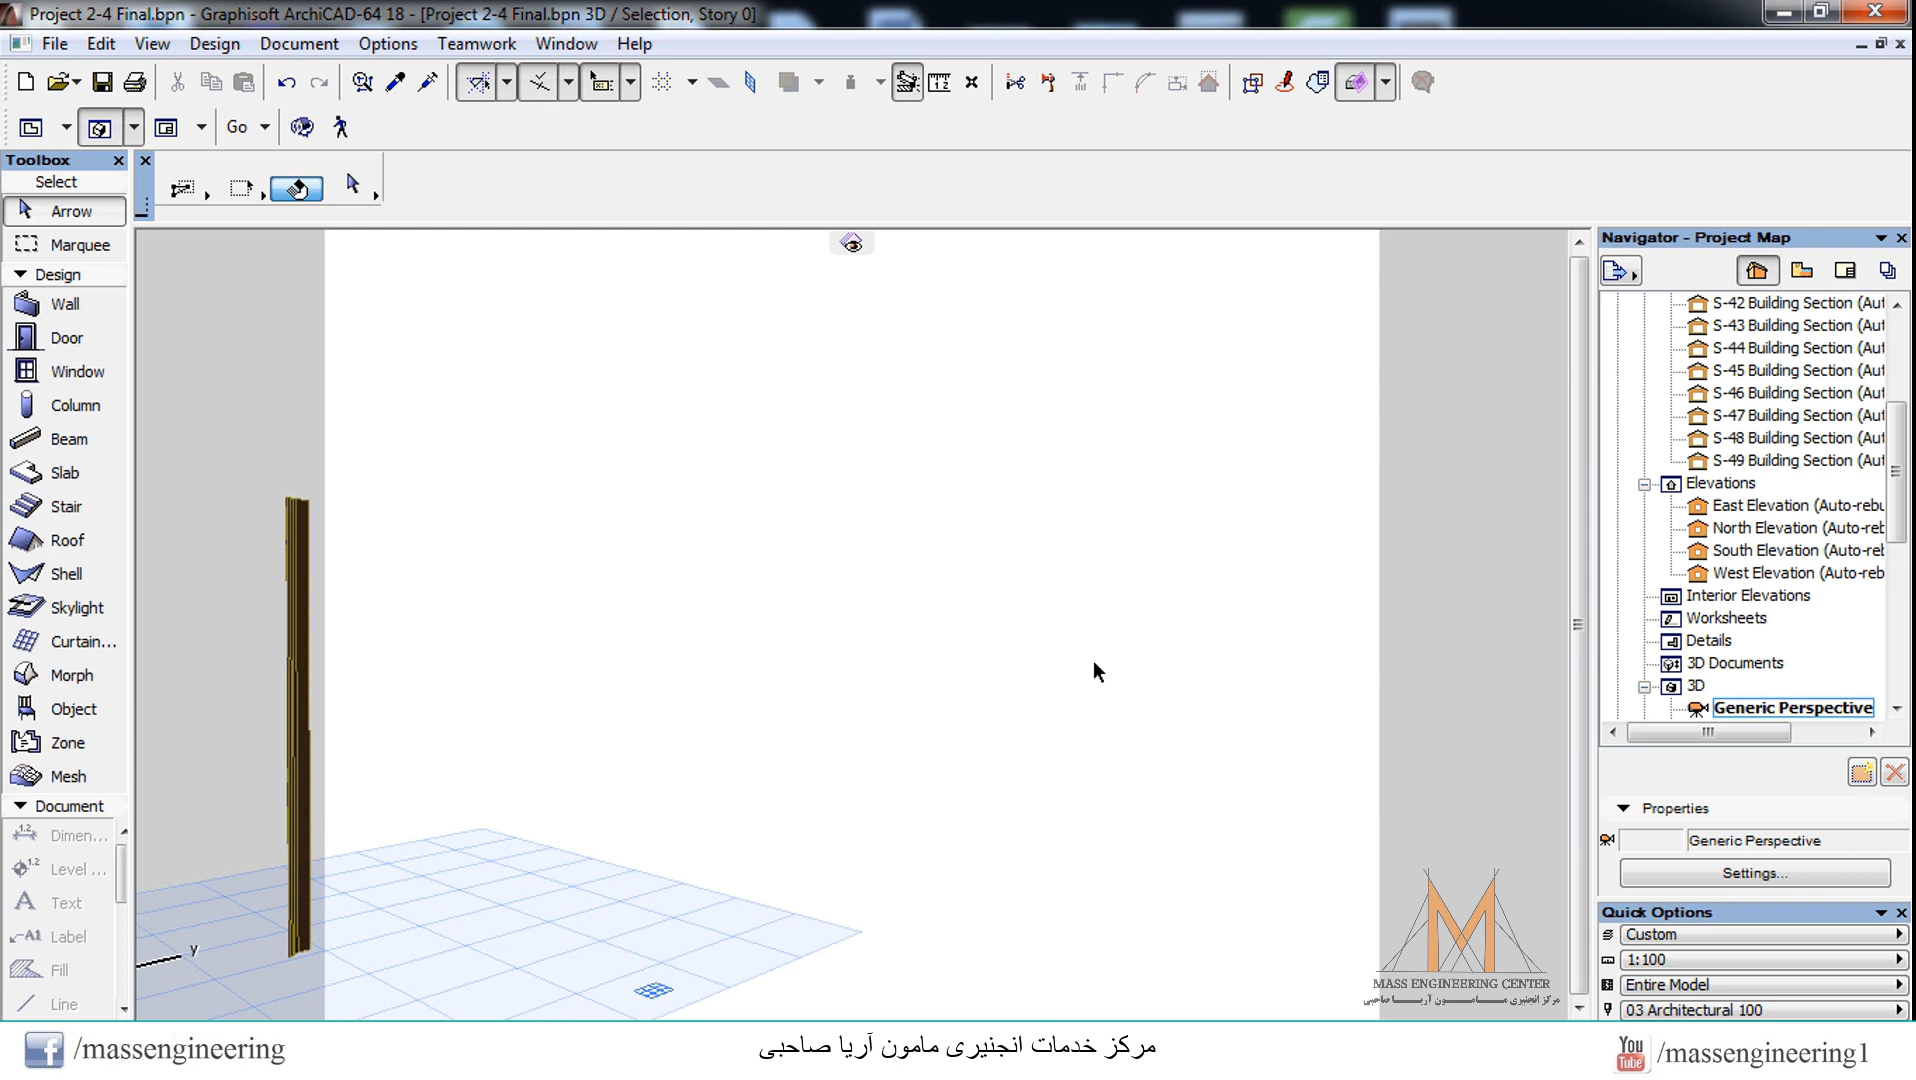 Project 2-4 Final.bpn - Graphisoft ArchiCAD-64 18 - [Project 2-4 Final.bpn 3D / Selection, Story 0]
File Edit View Design Document Options Teamwork Window Help
Go
Toolbox
Select
Arrow
Marquee
Design
Wall
Door
Window
Column
Beam
Slab
Stair
Roof
Shell
Skylight
Curtain...
Morph
Object
Zone
Mesh
Document
Dimen...
Level ...
Text
Label
Fill
Line
y
Navigator - Project Map
S-42 Building Section (Aut
S-43 Building Section (Aut
S-44 Building Section (Aut
S-45 Building Section (Aut
S-46 Building Section (Aut
S-47 Building Section (Aut
S-48 Building Section (Aut
S-49 Building Section (Aut
Elevations
East Elevation (Auto-rebu
North Elevation (Auto-reb
South Elevation (Auto-reb
West Elevation (Auto-reb
Interior Elevations
Worksheets
Details
3D Documents
3D
Generic Perspective
Properties
Generic Perspective
Settings...
Quick Options
Custom
1:100
Entire Model
03 Architectural 100
MASS ENGINEERING CENTER
مرکز انجنیری مـــامـــون آریـــا صاحبی
/massengineering
مرکز خدمات انجنیری مامون آریا صاحبی
You Tube
/massengineering1